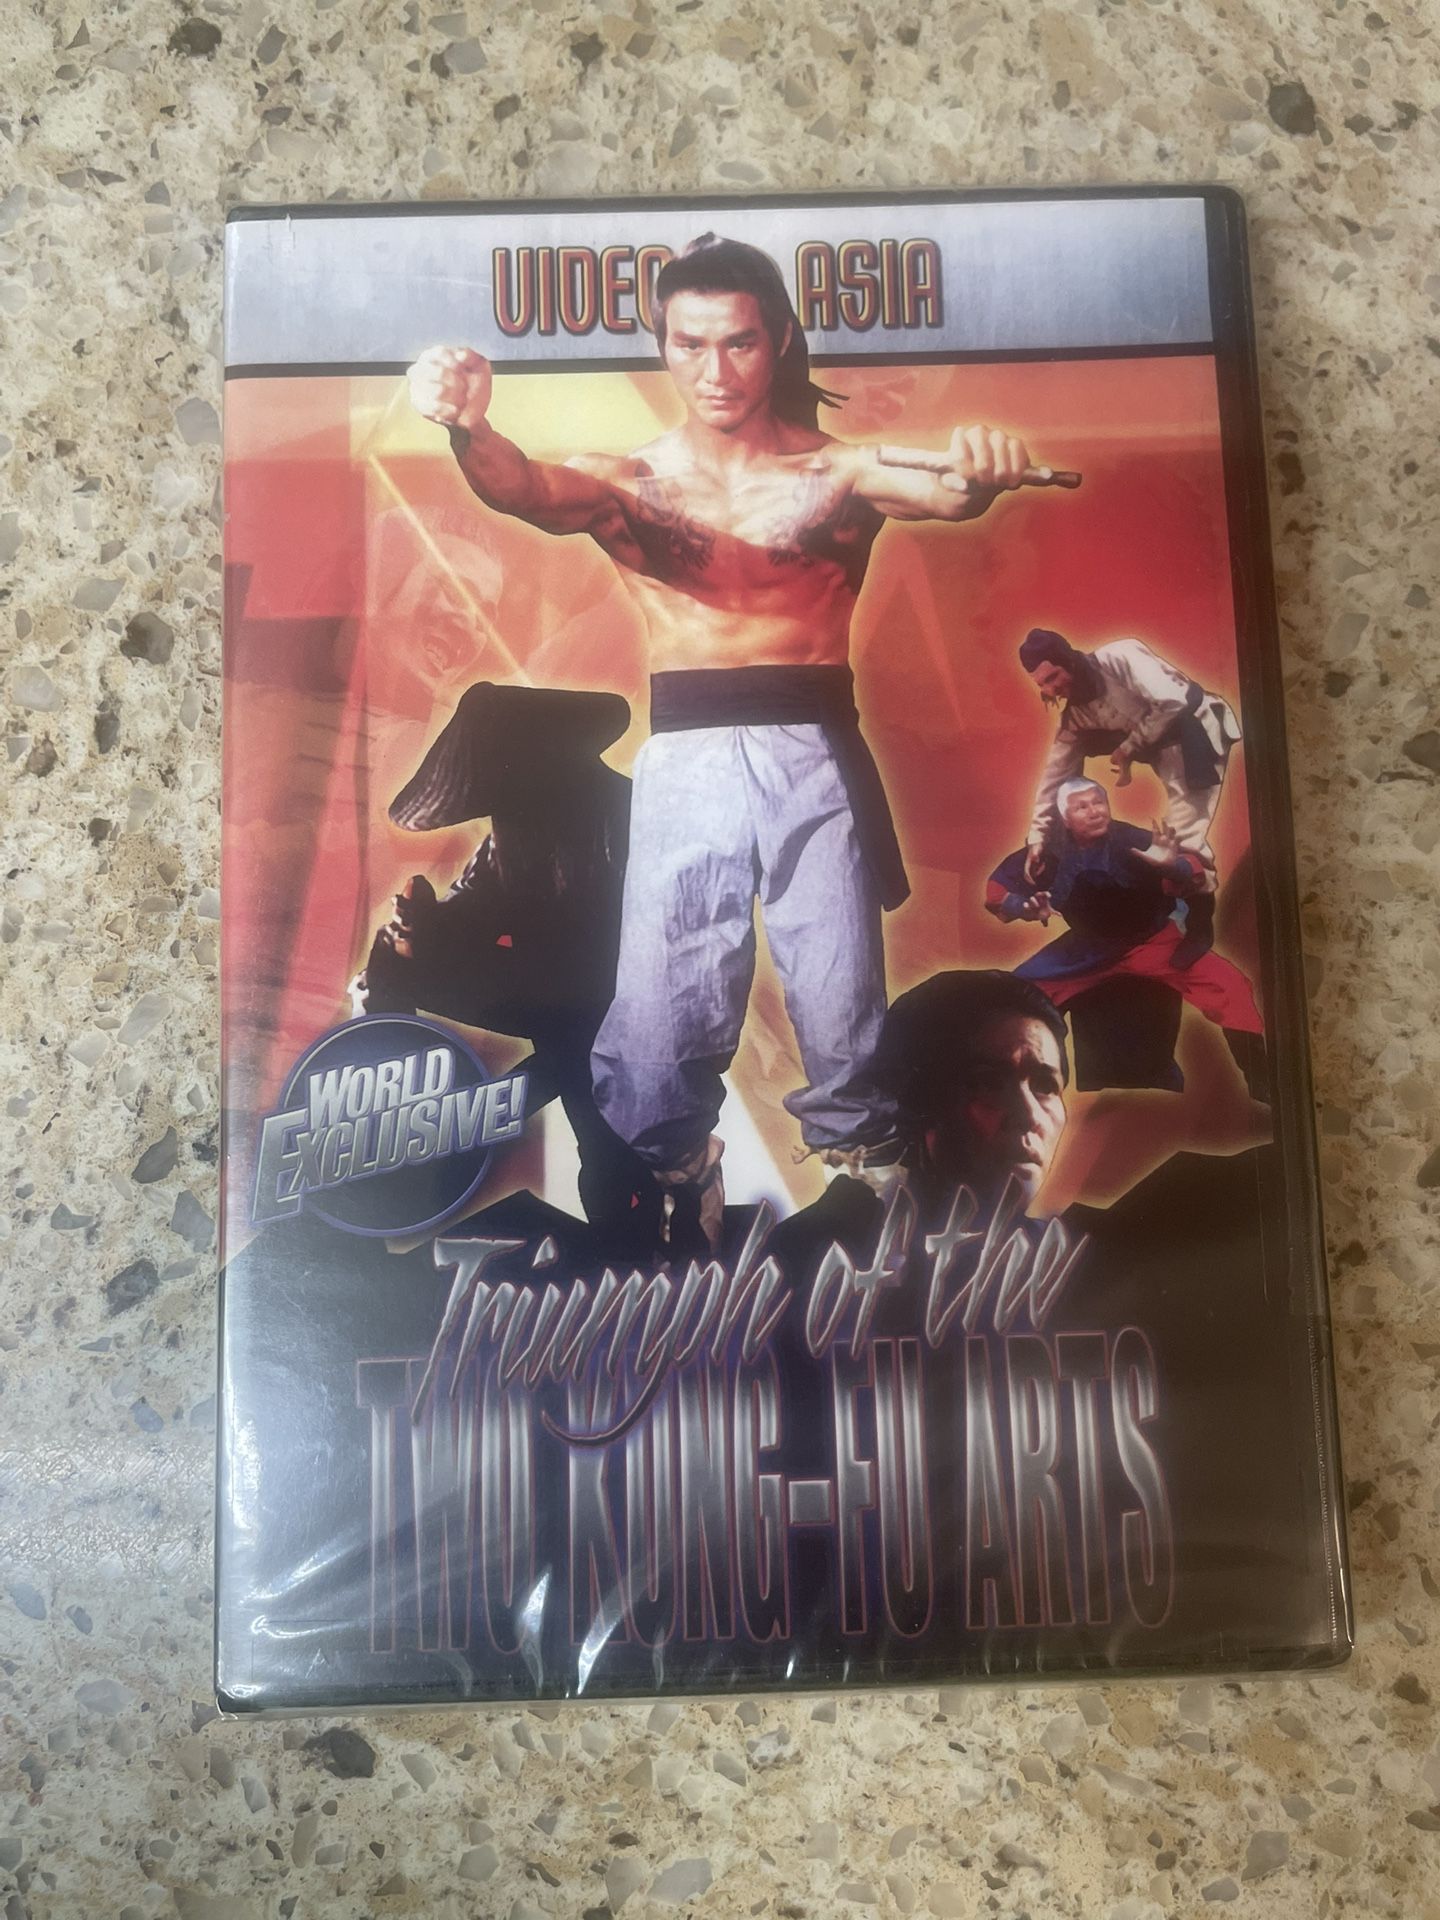 VIDEO ASIA
WORLD
EXCLUSIVE!
Triumph of the
TWO KUNG-FU ARTS